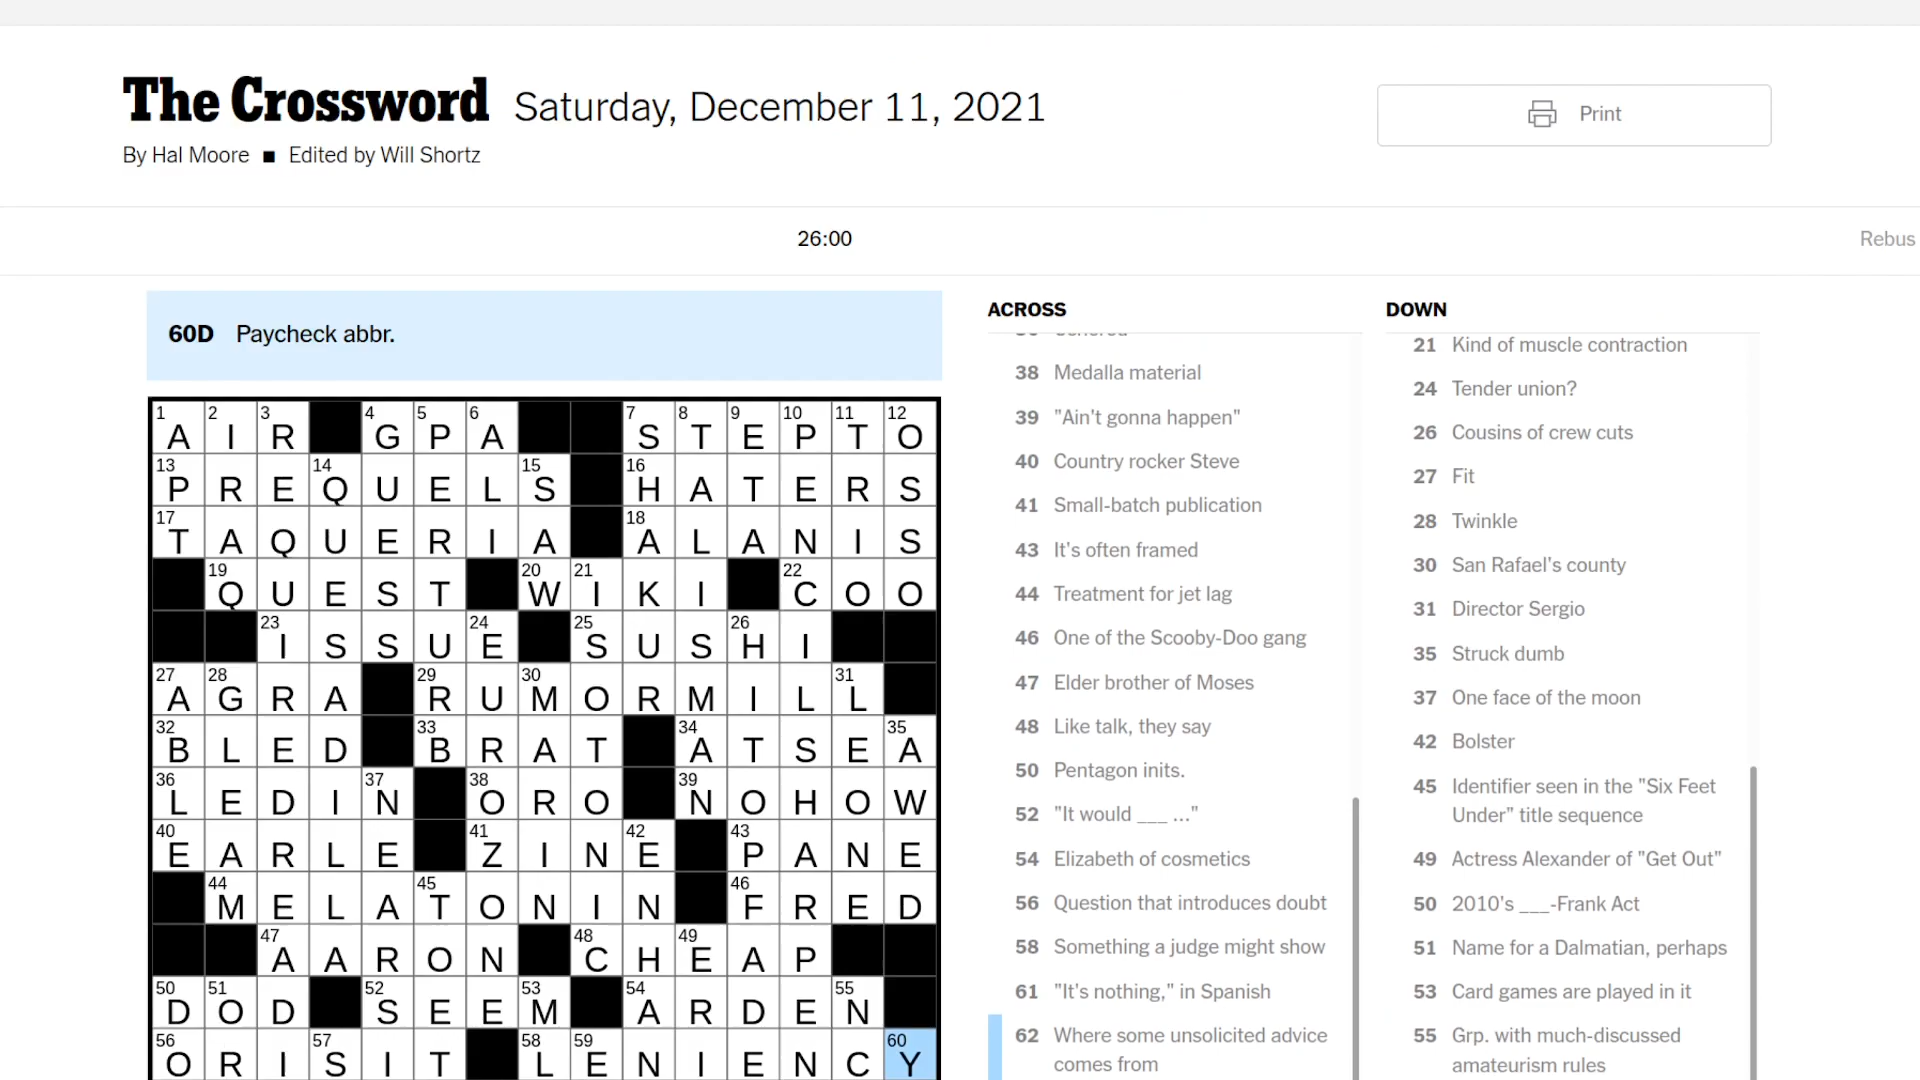 The Crossword Saturday, December 11, 2021
Print
By Hal Moore ■ Edited by Will Shortz
26:00
Rebus
60D Paycheck abbr.
ACROSS
38 Medalla material
39 "Ain't gonna happen"
40 Country rocker Steve
41 Small-batch publication
43 It's often framed
44 Treatment for jet lag
46 One of the Scooby-Doo gang
47 Elder brother of Moses
48 Like talk, they say
50 Pentagon inits.
52 "It would ___ ..."
54 Elizabeth of cosmetics
56 Question that introduces doubt
58 Something a judge might show
61 "It's nothing," in Spanish
62 Where some unsolicited advice
comes from
DOWN
21 Kind of muscle contraction
24 Tender union?
26 Cousins of crew cuts
27 Fit
28 Twinkle
30 San Rafael's county
31 Director Sergio
35 Struck dumb
37 One face of the moon
42 Bolster
45 Identifier seen in the "Six Feet
Under" title sequence
49 Actress Alexander of "Get Out"
50 2010's ___-Frank Act
51 Name for a Dalmatian, perhaps
53 Card games are played in it
55 Grp. with much-discussed
amateurism rules
1 2 3 4 5 6 7 8 9 10 11 12
A I R G P A S T E P T O
13 14 15 16
P R E Q U E L S H A T E R S
17 18
T A Q U E R I A A L A N I S
19 20 21 22
Q U E S T W I K I C O O
23 24 25 26
I S S U E S U S H I
27 28 29 30 31
A G R A R U M O R M I L L
32 33 34 35
B L E D B R A T A T S E A
36 37 38 39
L E D I N O R O N O H O W
40 41 42 43
E A R L E Z I N E P A N E
44 45 46
M E L A T O N I N F R E D
47 48 49
A A R O N C H E A P
50 51 52 53 54 55
D O D S E E M A R D E N
56 57 58 59 60
O R I S I T L E N I E N C Y